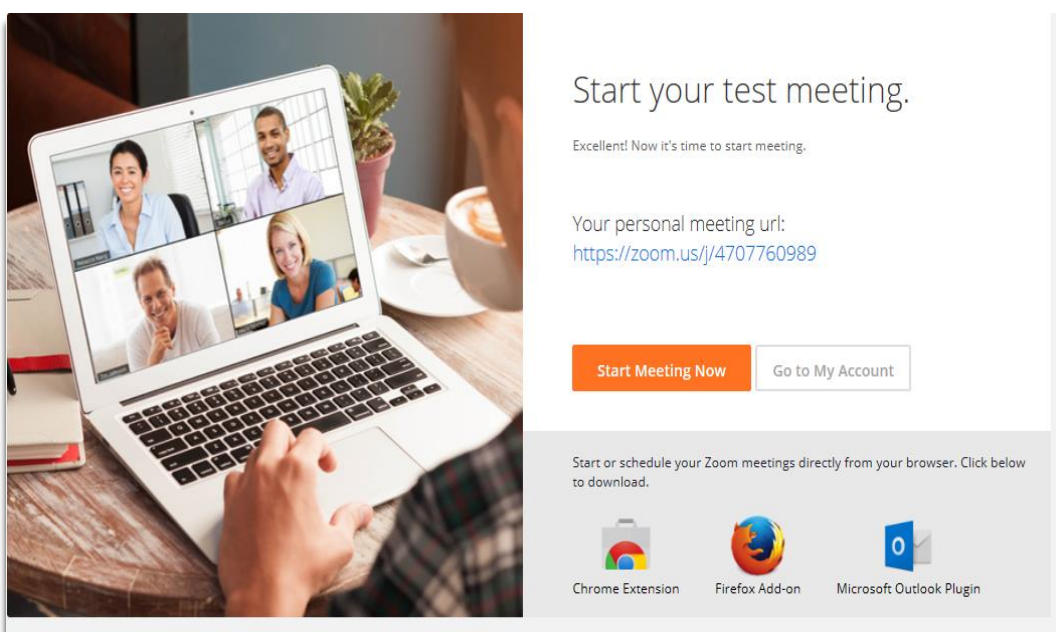 Start your test meeting.
Excellent! Now it's time to start meeting.
Your personal meeting url:
https://zoom.us/j/4707760989
Start Meeting Now
Go to My Account
Start or schedule your Zoom meetings directly from your browser. Click below
to download.
Chrome Extension
Firefox Add-on
Microsoft Outlook Plugin